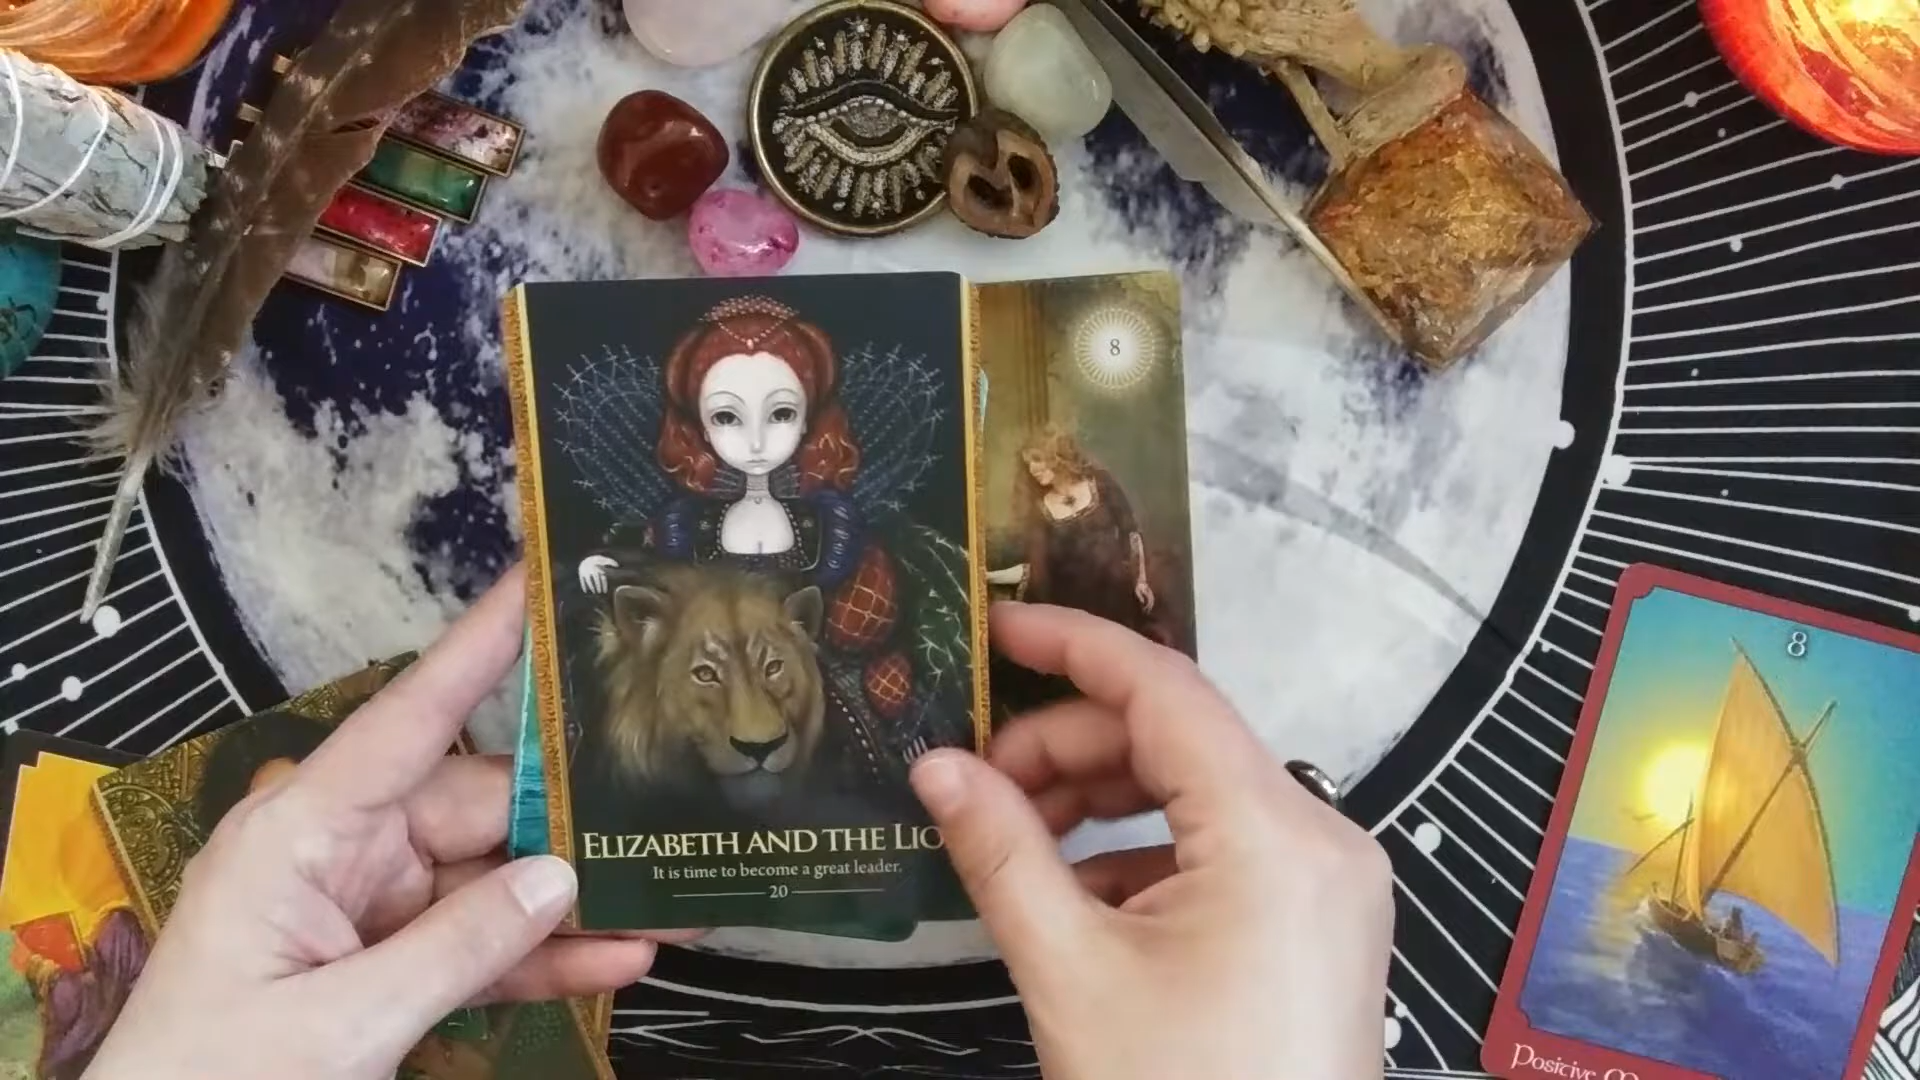 8
ELIZABETH AND THE LIO
It is time to become a great leader.
20
8
Positive